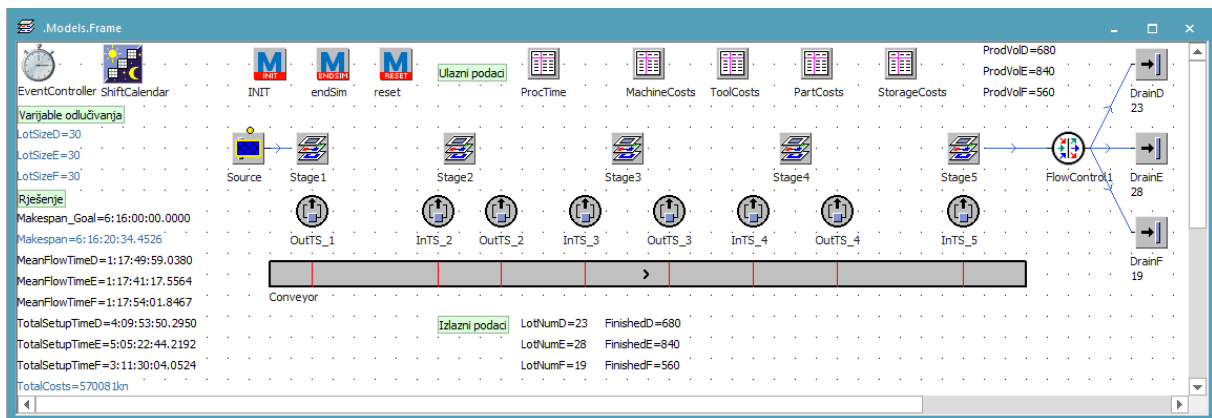 .Models.Frame
M INIT
M ENDSIM
M RESET
EventController ShiftCalendar INIT endSim reset Ulazni podaci ProcTime MachineCosts ToolCosts PartCosts StorageCosts
ProdVolD=680
ProdVolE=840
ProdVolF=560
DrainD
23
Varijable odlučivanja
LotSizeD=30
LotSizeE=30
LotSizeF=30
Source Stage1 Stage2 Stage3 Stage4 Stage5 FlowControl1 DrainE
28
Rješenje
Makespan_Goal=6:16:00:00.0000
Makespan=6:16:20:34.4526
MeanFlowTimeD=1:17:49:59.0380
MeanFlowTimeE=1:17:41:17.5564
MeanFlowTimeF=1:17:54:01.8467
TotalSetupTimeD=4:09:53:50.2950
TotalSetupTimeE=5:05:22:44.2192
TotalSetupTimeF=3:11:30:04.0524
TotalCosts=570081kn
OutTS_1 InTS_2 OutTS_2 InTS_3 OutTS_3 InTS_4 OutTS_4 InTS_5
DrainF
19
Conveyor
Izlazni podaci
LotNumD=23 FinishedD=680
LotNumE=28 FinishedE=840
LotNumF=19 FinishedF=560